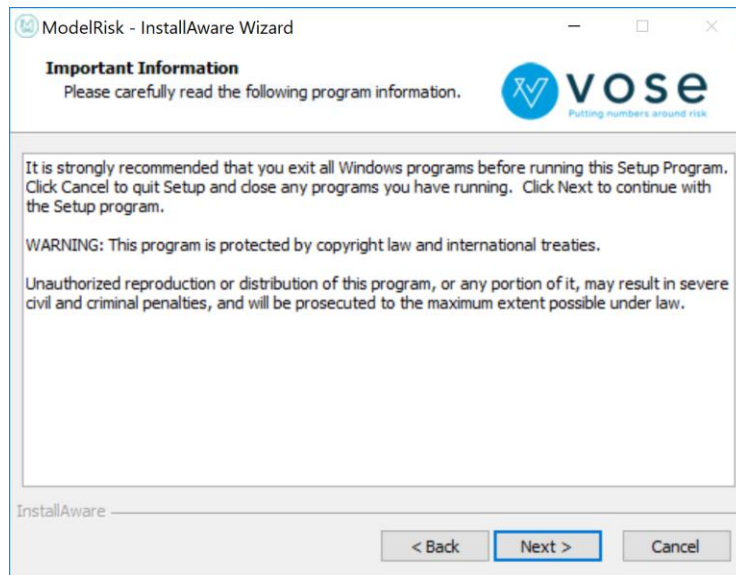 ModelRisk - InstallAware Wizard
Important Information
Please carefully read the following program information.
vose
Putting numbers around risk
It is strongly recommended that you exit all Windows programs before running this Setup Program.
Click Cancel to quit Setup and close any programs you have running.  Click Next to continue with
the Setup program.
WARNING: This program is protected by copyright law and international treaties.
Unauthorized reproduction or distribution of this program, or any portion of it, may result in severe
civil and criminal penalties, and will be prosecuted to the maximum extent possible under law.
InstallAware
< Back
Next >
Cancel